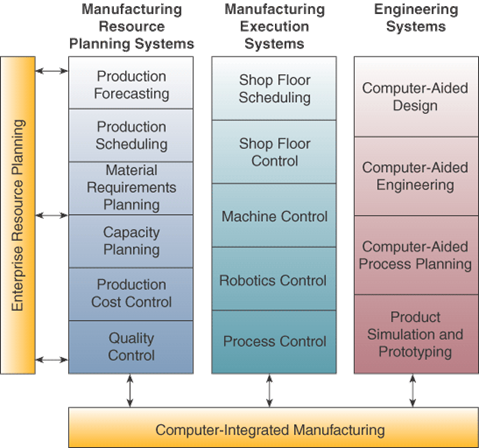 Manufacturing
Resource
Planning Systems
Manufacturing
Execution
Systems
Engineering
Systems
Enterprise Resource Planning
Production
Forecasting
Production
Scheduling
Material
Requirements
Planning
Capacity
Planning
Production
Cost Control
Quality
Control
Shop Floor
Scheduling
Shop Floor
Control
Machine Control
Robotics Control
Process Control
Computer-Aided
Design
Computer-Aided
Engineering
Computer-Aided
Process Planning
Product
Simulation and
Prototyping
Computer-Integrated Manufacturing